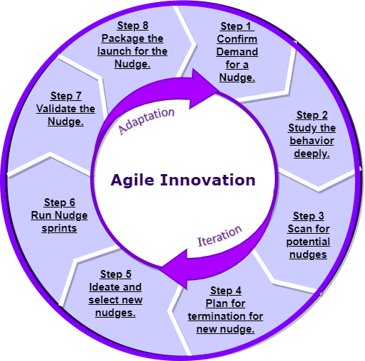 Step 1
Confirm
Demand
for a
Nudge.
Step 2
Study the
behavior
deeply.
Step 3
Scan for
potential
nudges
Step 4
Plan for
termination for
new nudge.
Step 5
Ideate and
select new
nudges.
Step 6
Run Nudge
sprints
Step 7
Validate the
Nudge.
Step 8
Package the
launch for the
Nudge.
Adaptation
Agile Innovation
Iteration